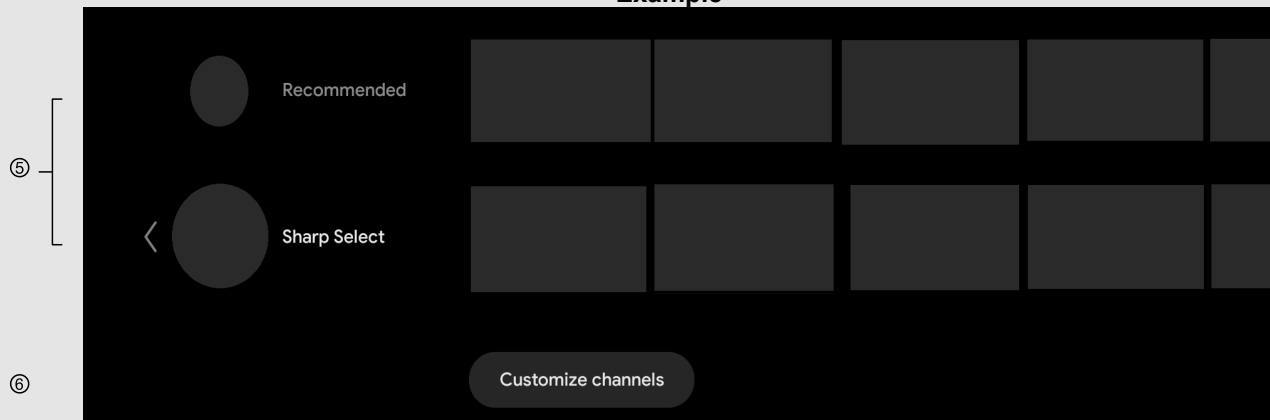 Example
Recommended
⑤
Sharp Select
Customize channels
⑥